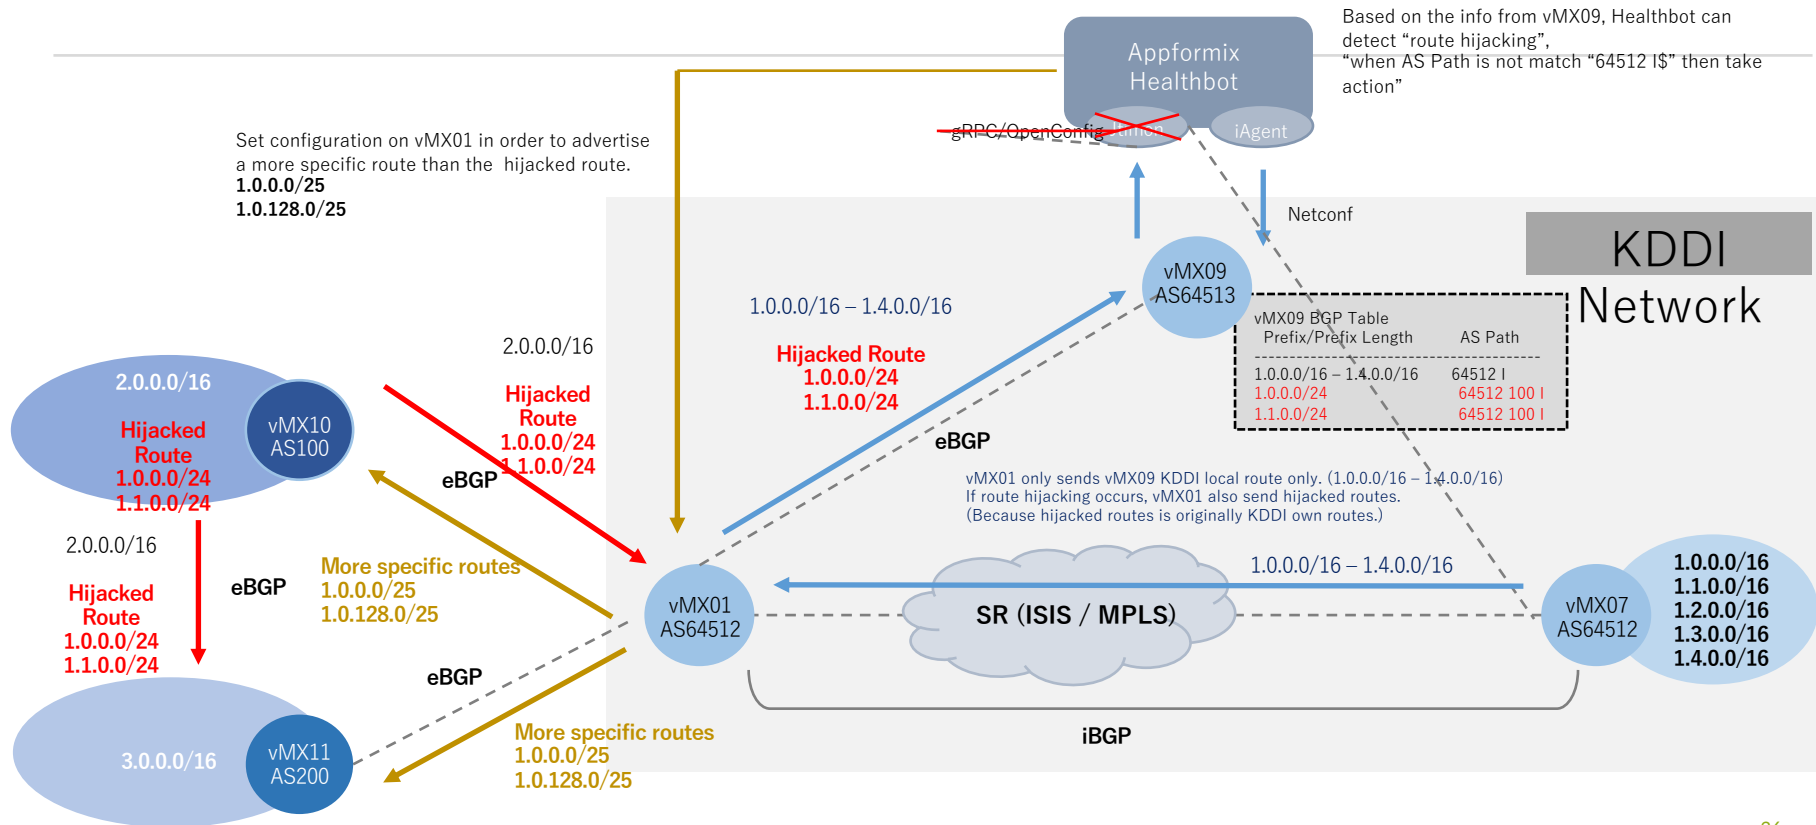 Based on the info from vMX09, Healthbot can
detect “route hijacking”,
“when AS Path is not match “64512 I$” then take
action”
Appformix
Healthbot
gRPC/OpenConfig
iAgent
Set configuration on vMX01 in order to advertise
a more specific route than the hijacked route.
1.0.0.0/25
1.0.128.0/25
Netconf
KDDI
Network
vMX09
AS64513
1.0.0.0/16 – 1.4.0.0/16
Hijacked Route
1.0.0.0/24
1.1.0.0/24
vMX09 BGP Table
Prefix/Prefix Length AS Path
1.0.0.0/16 – 1.4.0.0/16 64512 I
1.0.0.0/24 64512 100 I
1.1.0.0/24 64512 100 I
2.0.0.0/16
Hijacked
Route
1.0.0.0/24
1.1.0.0/24
2.0.0.0/16
Hijacked
Route
1.0.0.0/24
1.1.0.0/24
vMX10
AS100
eBGP
eBGP
vMX01 only sends vMX09 KDDI local route only. (1.0.0.0/16 – 1.4.0.0/16)
If route hijacking occurs, vMX01 also send hijacked routes.
(Because hijacked routes is originally KDDI own routes.)
2.0.0.0/16
Hijacked
Route
1.0.0.0/24
1.1.0.0/24
eBGP
More specific routes
1.0.0.0/25
1.0.128.0/25
vMX01
AS64512
SR (ISIS / MPLS)
1.0.0.0/16 – 1.4.0.0/16
vMX07
AS64512
1.0.0.0/16
1.1.0.0/16
1.2.0.0/16
1.3.0.0/16
1.4.0.0/16
eBGP
iBGP
More specific routes
1.0.0.0/25
1.0.128.0/25
3.0.0.0/16
vMX11
AS200